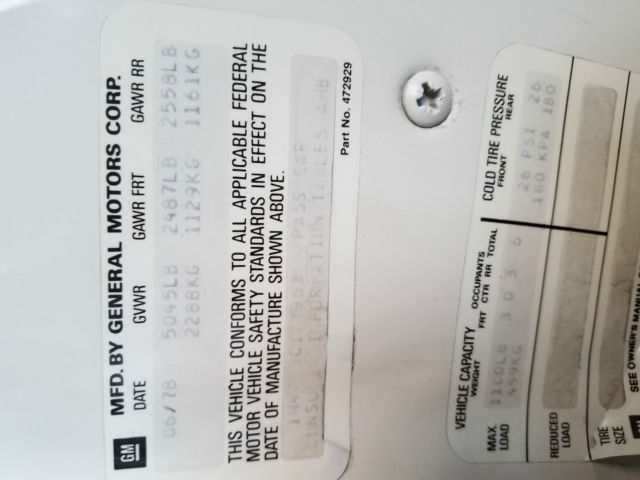 GM
MFD. BY GENERAL MOTORS CORP.
DATE GVWR GAWR FRT GAWR RR
06/78 5045LB 2487LB 2558LB
2288KG 1129KG 1161KG
THIS VEHICLE CONFORMS TO ALL APPLICABLE FEDERAL
MOTOR VEHICLE SAFETY STANDARDS IN EFFECT ON THE
DATE OF MANUFACTURE SHOWN ABOVE.
PASS CAR
Part No. 472929
VEHICLE CAPACITY COLD TIRE PRESSURE
WEIGHT OCCUPANTS FRONT REAR
FRT CTR RR TOTAL
MAX. LOAD 1100LB 3 0 3 6 26 PSI 26
499KG 180 KPA 180
REDUCED
LOAD
TIRE
SIZE
SEE OWNER'S MANUAL